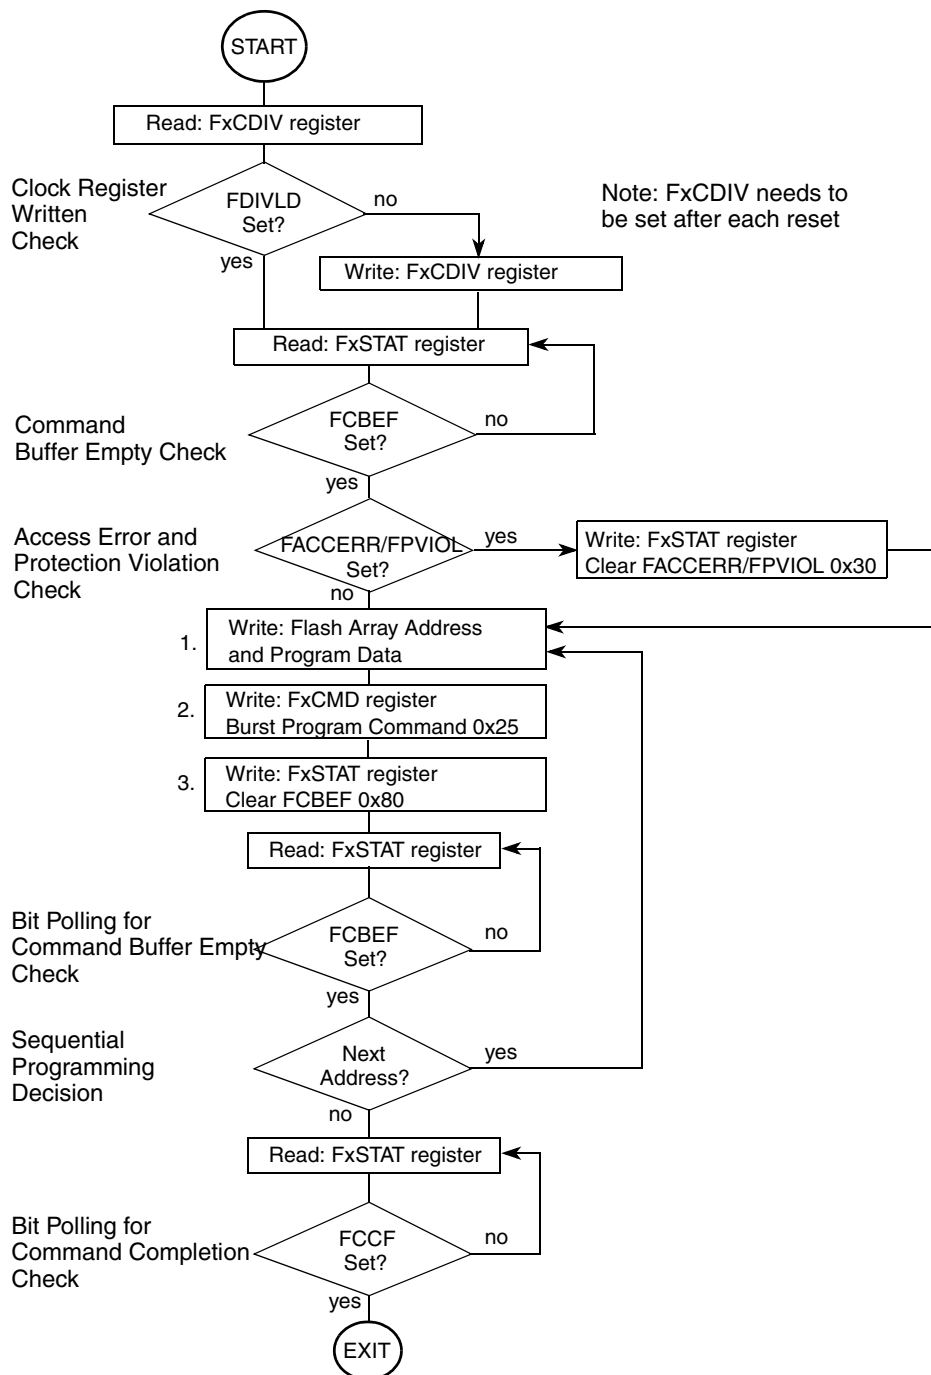 START
Read: FxCDIV register
Clock Register
Written
Check
FDIVLD
Set?
no
yes
Note: FxCDIV needs to
be set after each reset
Write: FxCDIV register
Read: FxSTAT register
Command
Buffer Empty Check
FCBEF
Set?
no
yes
Access Error and
Protection Violation
Check
FACCERR/FPVIOL
Set?
yes
no
Write: FxSTAT register
Clear FACCERR/FPVIOL 0x30
1.
Write: Flash Array Address
and Program Data
2.
Write: FxCMD register
Burst Program Command 0x25
3.
Write: FxSTAT register
Clear FCBEF 0x80
Read: FxSTAT register
Bit Polling for
Command Buffer Empty
Check
FCBEF
Set?
no
yes
Sequential
Programming
Decision
Next
Address?
yes
no
Read: FxSTAT register
Bit Polling for
Command Completion
Check
FCCF
Set?
no
yes
EXIT